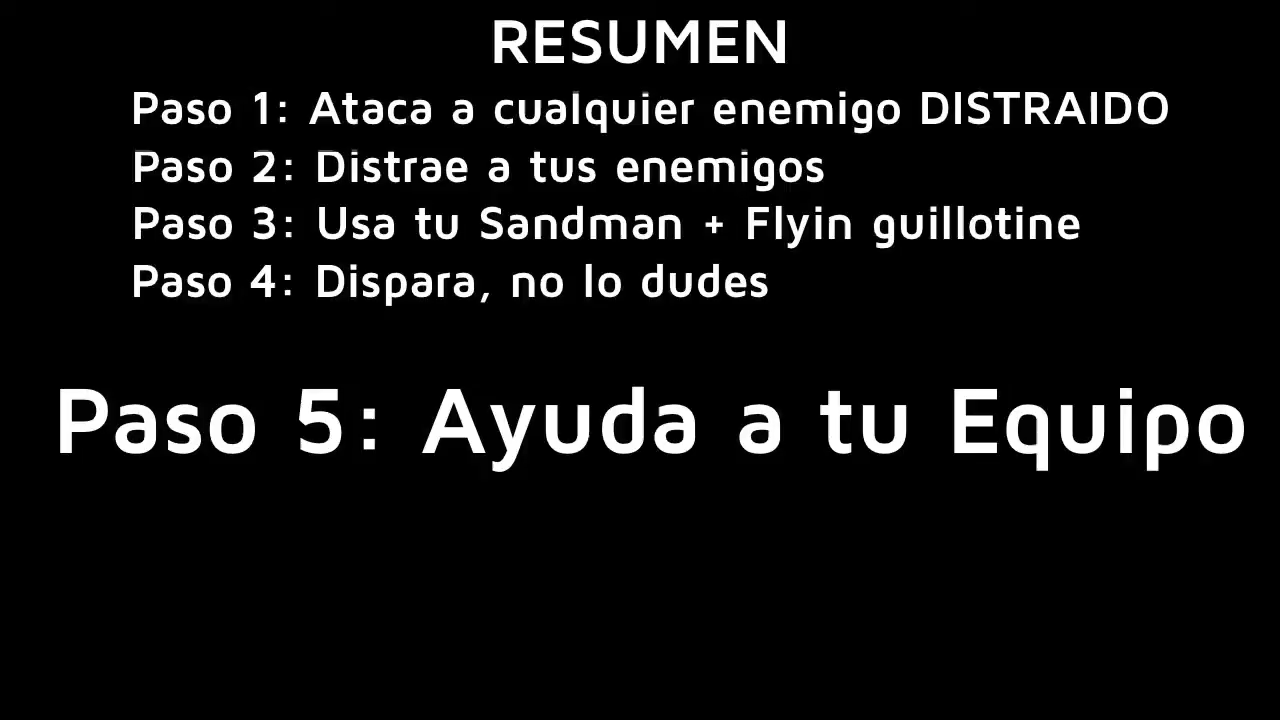 RESUMEN
Paso 1: Ataca a cualquier enemigo DISTRAIDO
Paso 2: Distrae a tus enemigos
Paso 3: Usa tu Sandman + Flyin guillotine
Paso 4: Dispara, no lo dudes
Paso 5: Ayuda a tu Equipo